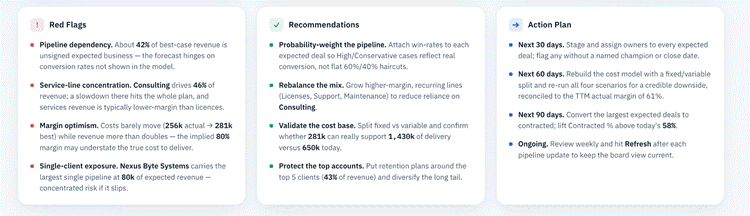 Red Flags
Pipeline dependency. About 42% of best-case revenue is
unsigned expected business — the forecast hinges on
conversion rates not shown in the model.
Service-line concentration. Consulting drives 46% of
revenue; a slowdown there hits the whole plan, and
services revenue is typically lower-margin than licences.
Margin optimism. Costs barely move (256k actual → 281k
best) while revenue more than doubles — the implied 80%
margin may understate the true cost to deliver.
Single-client exposure. Nexus Byte Systems carries the
largest single pipeline at 80k of expected revenue —
concentrated risk if it slips.
Recommendations
Probability-weight the pipeline. Attach win-rates to each
expected deal so High/Conservative cases reflect real
conversion, not flat 60%/40% haircuts.
Rebalance the mix. Grow higher-margin, recurring lines
(Licenses, Support, Maintenance) to reduce reliance on
Consulting.
Validate the cost base. Split fixed vs variable and confirm
whether 281k can really support 1,430k of delivery
versus 650k today.
Protect the top accounts. Put retention plans around the
top 5 clients (43% of revenue) and diversify the long tail.
Action Plan
Next 30 days. Stage and assign owners to every expected
deal; flag any without a named champion or close date.
Next 60 days. Rebuild the cost model with a fixed/variable
split and re-run all four scenarios for a credible downside,
reconciled to the TTM actual margin of 61%.
Next 90 days. Convert the largest expected deals to
contracted; lift Contracted % above today's 58%.
Ongoing. Review weekly and hit Refresh after each
pipeline update to keep the board view current.